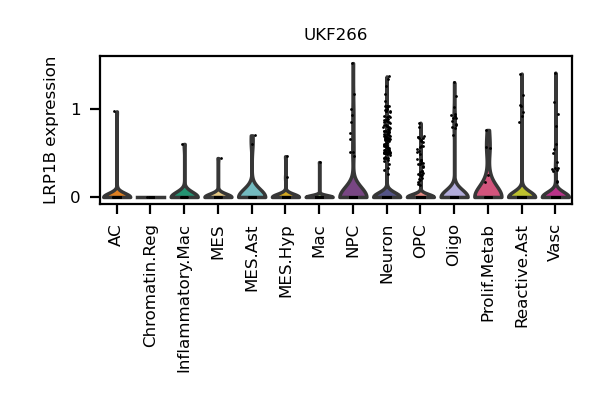 UKF266
LRP1B expression
1
0
AC
Chromatin.Reg
Inflammatory.Mac
MES
MES.Ast
MES.Hyp
Mac
NPC
Neuron
OPC
Oligo
Prolif.Metab
Reactive.Ast
Vasc